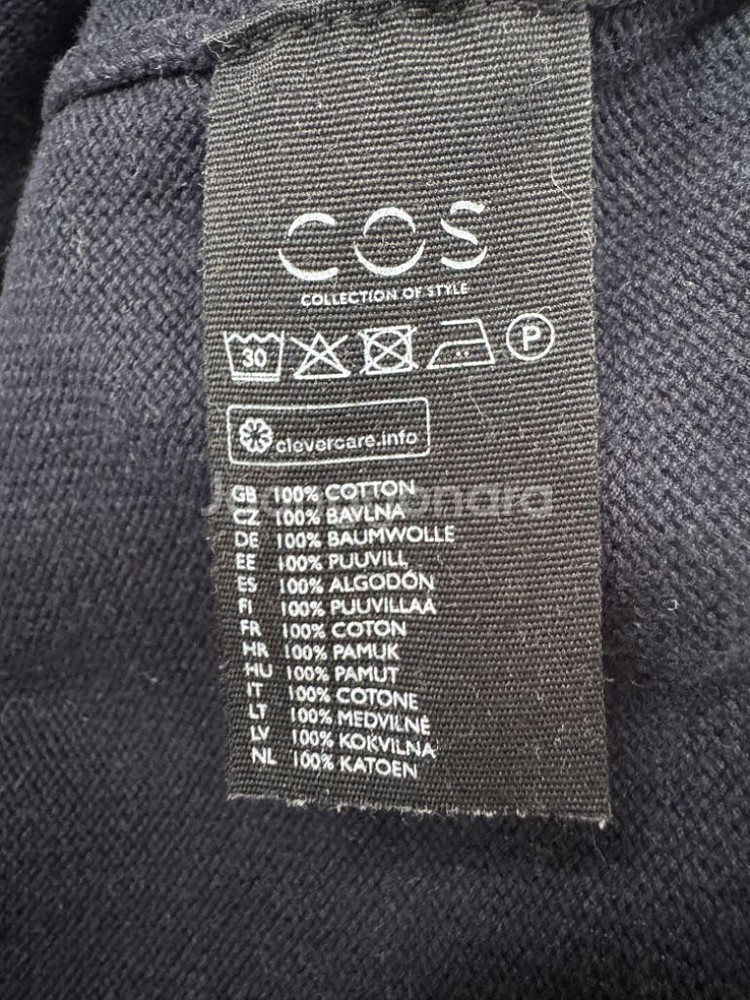 COS
COLLECTION OF STYLE
30
P
clevercare.info
GB 100% COTTON
CZ 100% BAVLNA
DE 100% BAUMWOLLE
EE 100% PUUVILL
ES 100% ALGODÓN
FI 100% PUUVILLAA
FR 100% COTON
HR 100% PAMUK
HU 100% PAMUT
IT 100% COTONE
LT 100% MEDVILNĖ
LV 100% KOKVILNA
NL 100% KATOEN